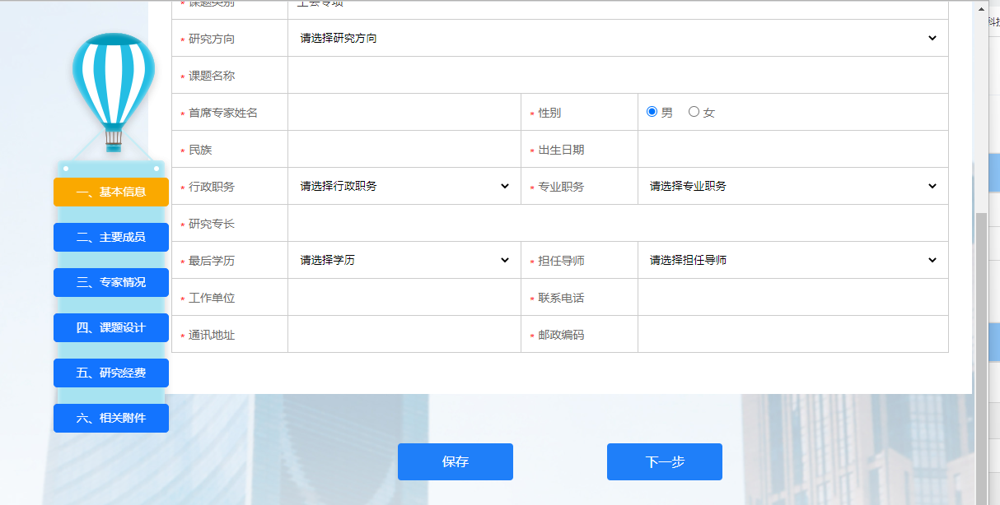 * 课题类别
* 研究方向 请选择研究方向
* 课题名称
* 首席专家姓名 * 性别 男 女
* 民族 * 出生日期
* 行政职务 请选择行政职务 * 专业职务 请选择专业职务
* 研究专长
* 最后学历 请选择学历 * 担任导师 请选择担任导师
* 工作单位 * 联系电话
* 通讯地址 * 邮政编码
一、基本信息
二、主要成员
三、专家情况
四、课题设计
五、研究经费
六、相关附件
保存 下一步